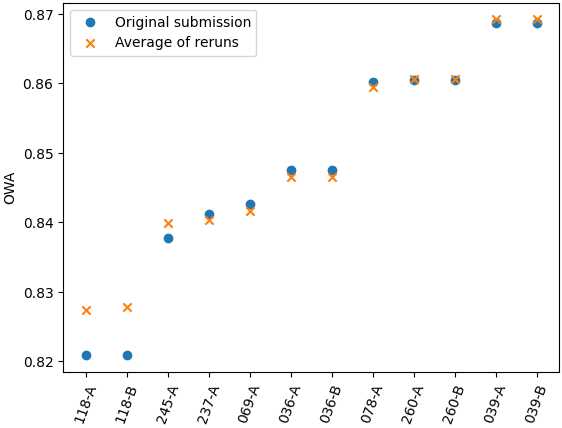 Original submission
Average of reruns
OWA
0.87
0.86
0.85
0.84
0.83
0.82
118-A
118-B
245-A
237-A
069-A
036-A
036-B
078-A
260-A
260-B
039-A
039-B